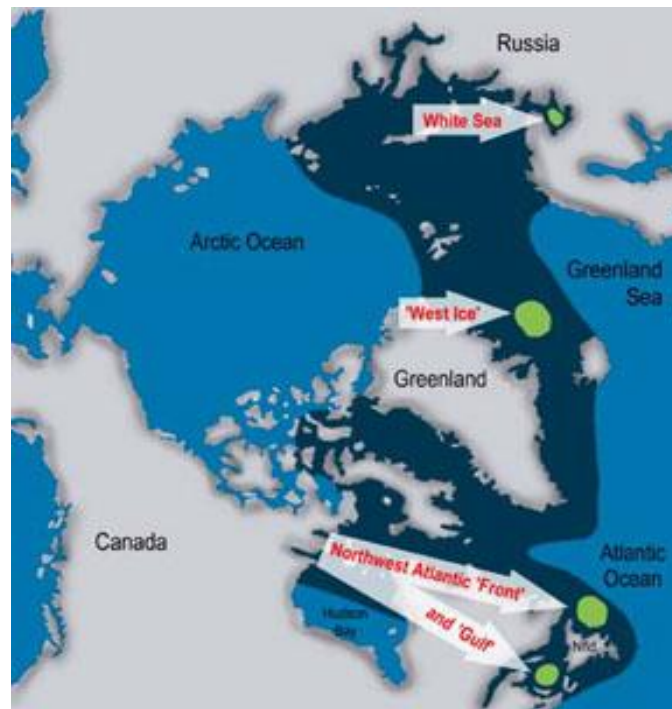 Russia
White Sea
Arctic Ocean
Greenland
Sea
'West Ice'
Greenland
Canada
Northwest Atlantic 'Front'
and 'Gulf'
Atlantic
Ocean
Hudson
Bay
Nfld.